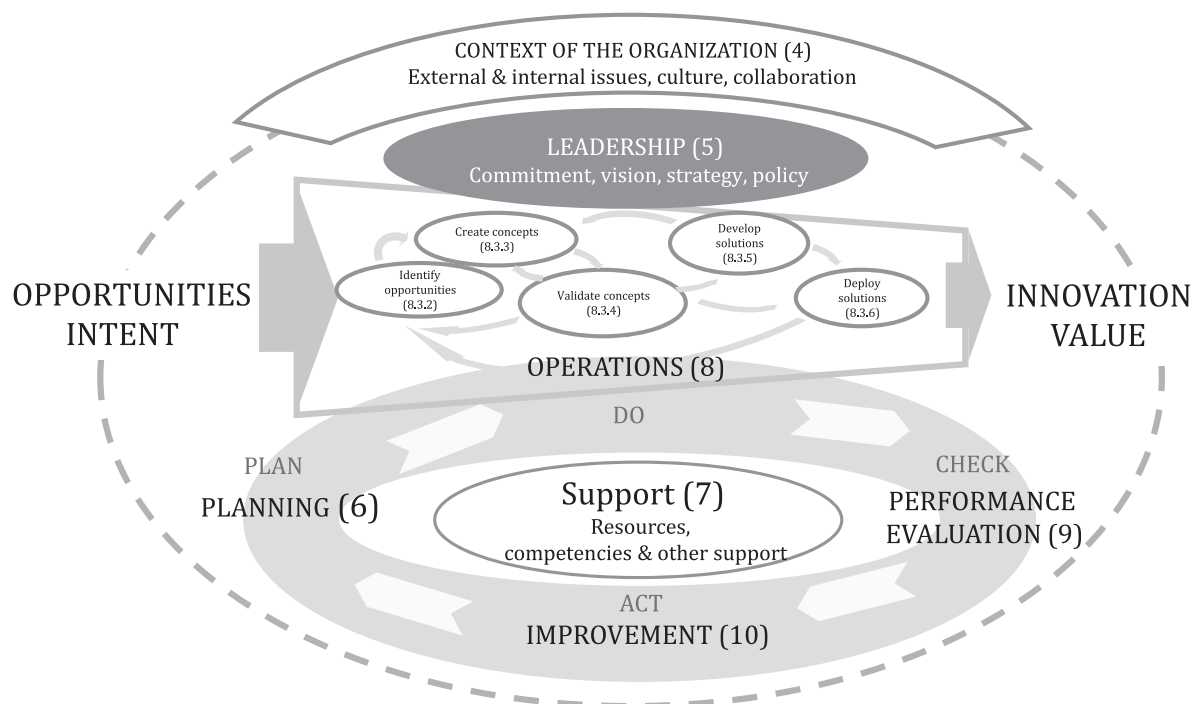 CONTEXT OF THE ORGANIZATION (4)
External & internal issues, culture, collaboration
LEADERSHIP (5)
Commitment, vision, strategy, policy
OPPORTUNITIES
INTENT
Create concepts
(8.3.3)
Identify
opportunities
(8.3.2)
Validate concepts
(8.3.4)
Develop
solutions
(8.3.5)
Deploy
solutions
(8.3.6)
INNOVATION
VALUE
OPERATIONS (8)
DO
PLAN
PLANNING (6)
Support (7)
Resources,
competencies & other support
CHECK
PERFORMANCE
EVALUATION (9)
ACT
IMPROVEMENT (10)